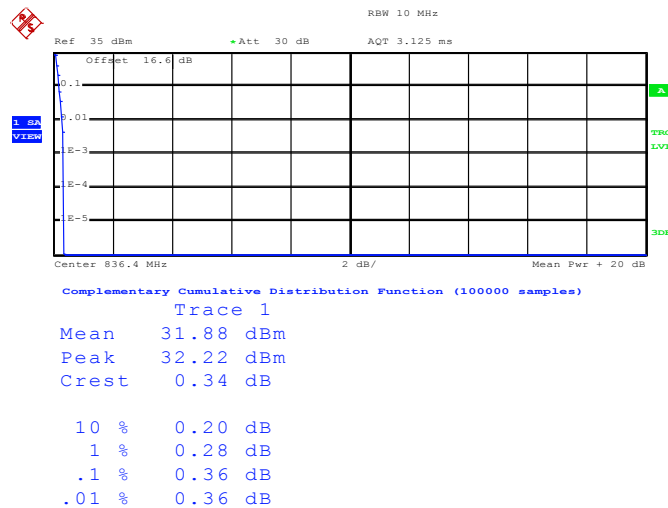 RBW 10 MHz
Ref 35 dBm *Att 30 dB AQT 3.125 ms
Offset 16.6 dB
0.1
A
0.01
1 SA
VIEW
TRG
LVL
1E-3
1E-4
1E-5
3DB
Center 836.4 MHz 2 dB/ Mean Pwr + 20 dB
Complementary Cumulative Distribution Function (100000 samples)
Trace 1
Mean 31.88 dBm
Peak 32.22 dBm
Crest 0.34 dB
10 % 0.20 dB
1 % 0.28 dB
.1 % 0.36 dB
.01 % 0.36 dB